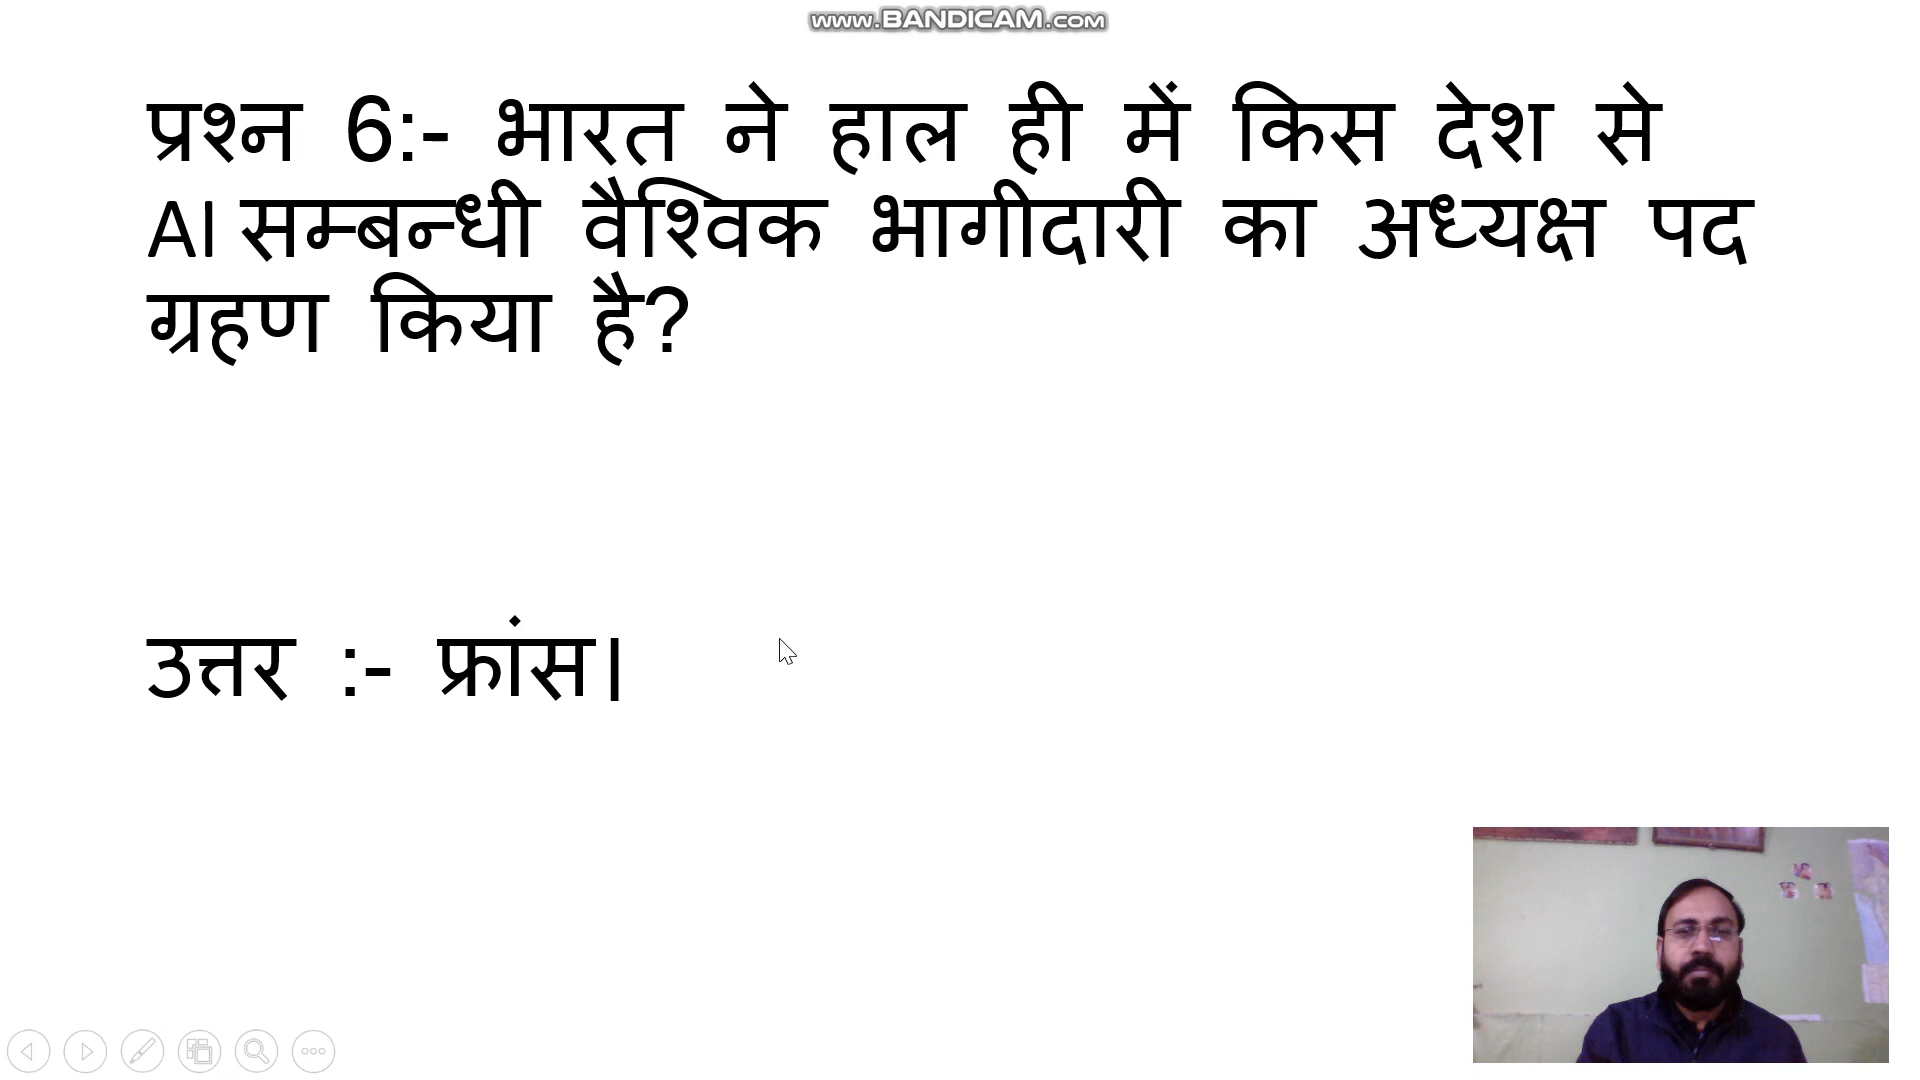 www.BANDICAM.com
प्रश्न 6:- भारत ने हाल ही में किस देश से
AI सम्बन्धी वैश्विक भागीदारी का अध्यक्ष पद
ग्रहण किया है?
उत्तर :- फ्रांस।